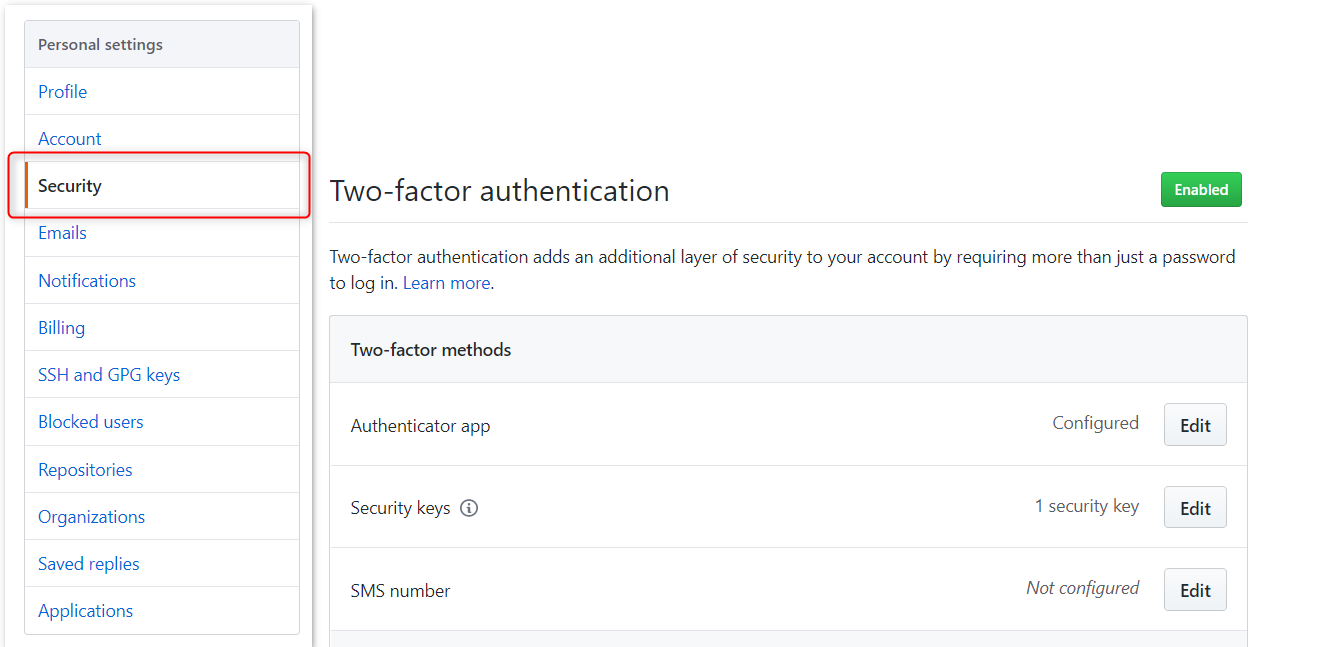 Personal settings
Profile
Account
Security
Emails
Notifications
Billing
SSH and GPG keys
Blocked users
Repositories
Organizations
Saved replies
Applications
Two-factor authentication
Enabled
Two-factor authentication adds an additional layer of security to your account by requiring more than just a password
to log in. Learn more.
Two-factor methods
Authenticator app
Configured
Edit
Security keys
1 security key
Edit
SMS number
Not configured
Edit